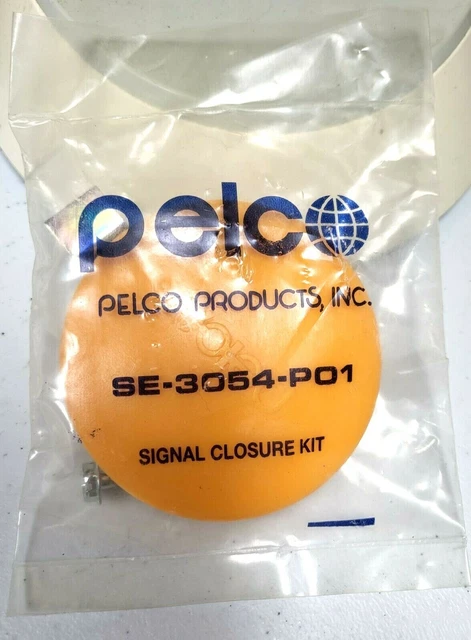 pelco
PELCO PRODUCTS, INC.
SE-3054-P01
SIGNAL CLOSURE KIT